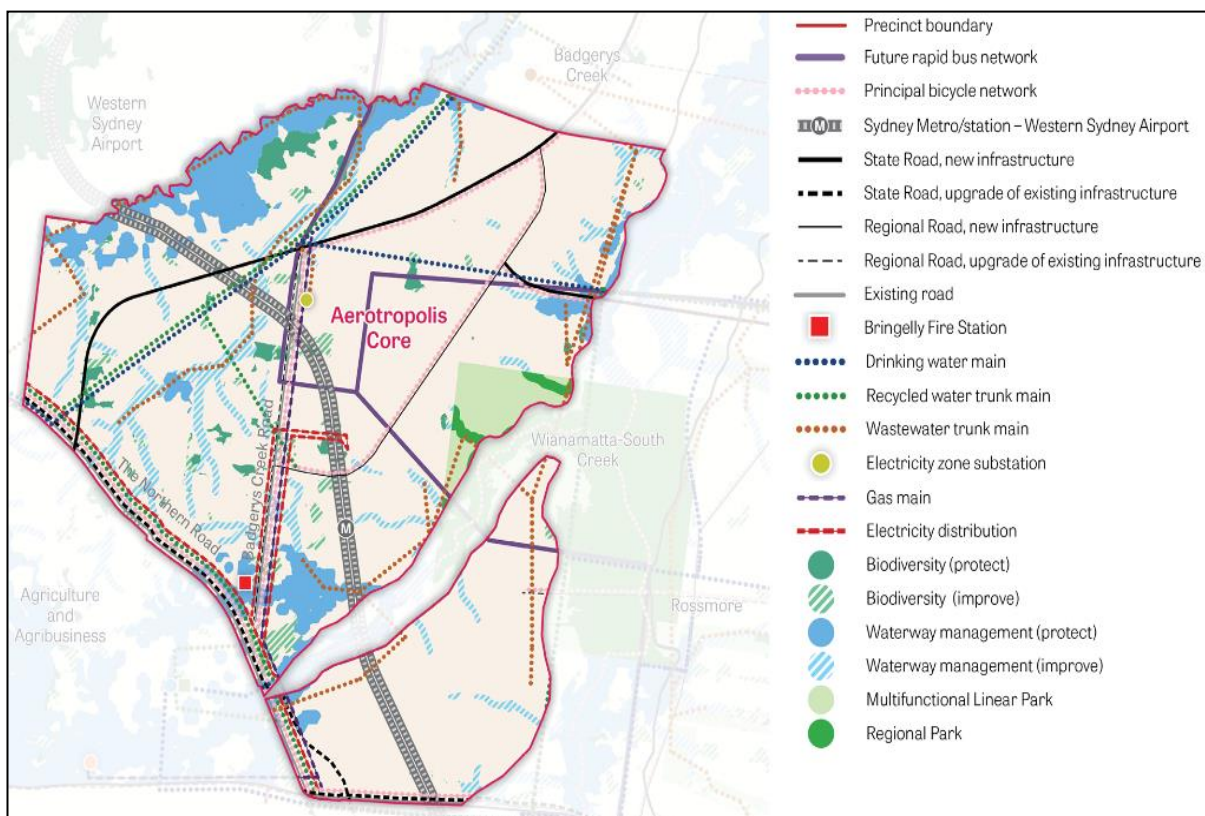 Badgerys
Creek
Western
Sydney
Airport
Aerotropolis
Core
Wianamatta-South
Creek
The Northern Road
Badgerys Creek Road
M
Agriculture
and
Agribusiness
Rossmore
Precinct boundary
Future rapid bus network
Principal bicycle network
M
Sydney Metro/station – Western Sydney Airport
State Road, new infrastructure
State Road, upgrade of existing infrastructure
Regional Road, new infrastructure
Regional Road, upgrade of existing infrastructure
Existing road
Bringelly Fire Station
Drinking water main
Recycled water trunk main
Wastewater trunk main
Electricity zone substation
Gas main
Electricity distribution
Biodiversity (protect)
Biodiversity (improve)
Waterway management (protect)
Waterway management (improve)
Multifunctional Linear Park
Regional Park